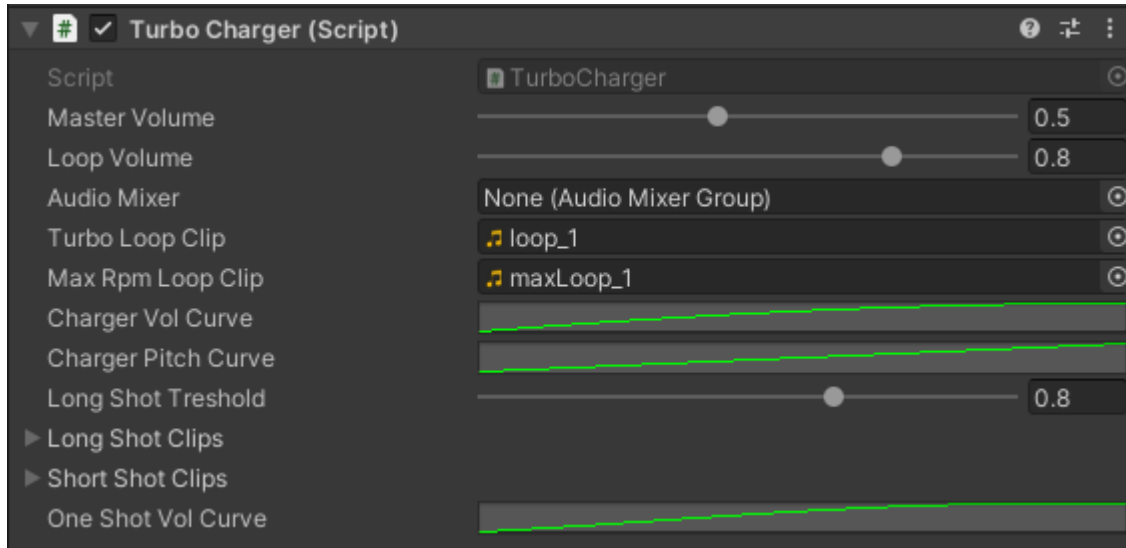 Turbo Charger (Script)
Script TurboCharger
Master Volume 0.5
Loop Volume 0.8
Audio Mixer None (Audio Mixer Group)
Turbo Loop Clip loop_1
Max Rpm Loop Clip maxLoop_1
Charger Vol Curve
Charger Pitch Curve
Long Shot Treshold 0.8
Long Shot Clips
Short Shot Clips
One Shot Vol Curve